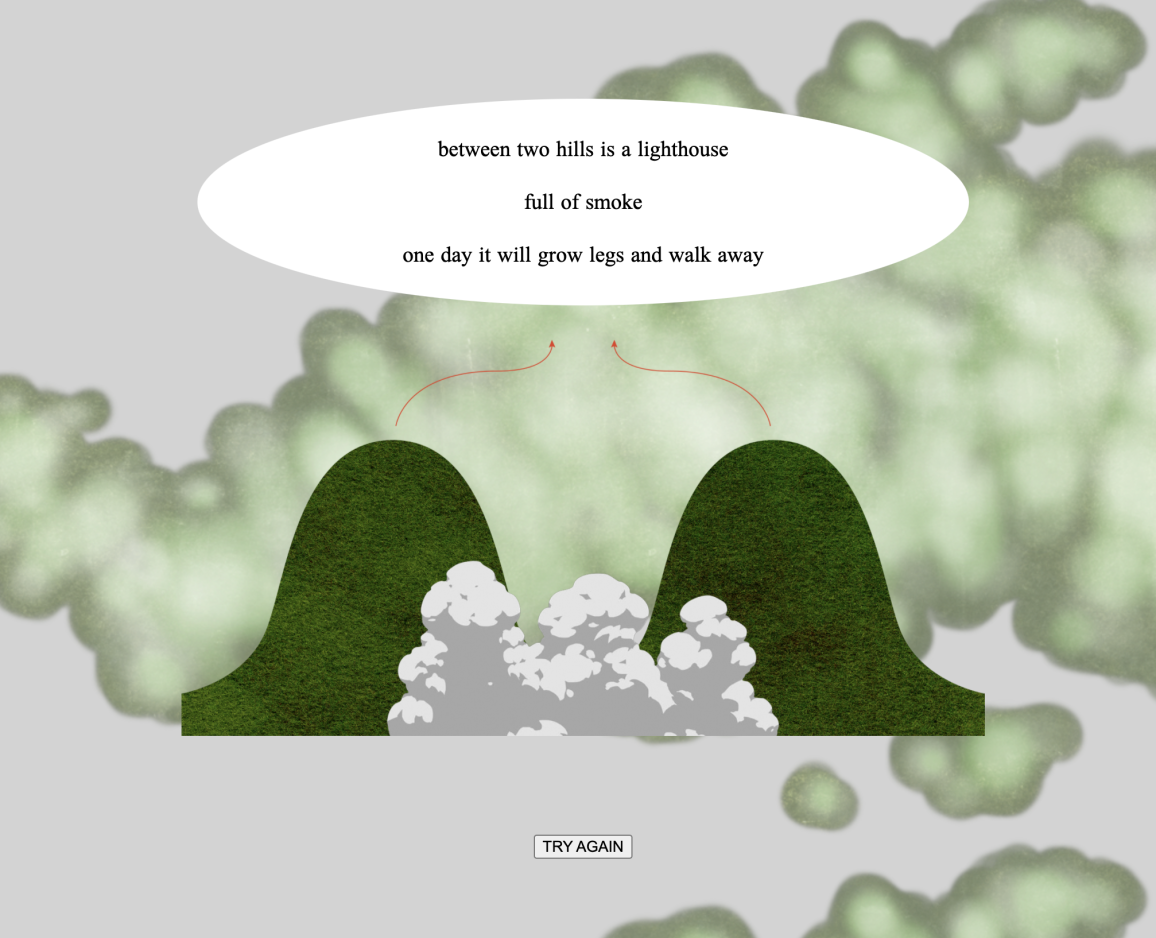 between two hills is a lighthouse
full of smoke
one day it will grow legs and walk away
TRY AGAIN